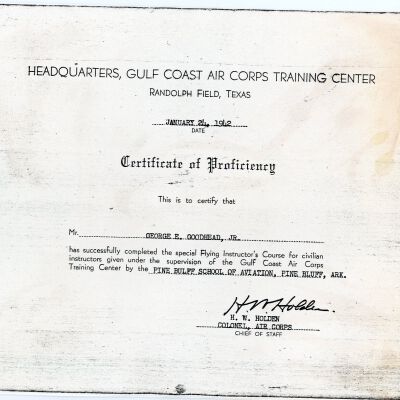 HEADQUARTERS, GULF COAST AIR CORPS TRAINING CENTER
RANDOLPH FIELD, TEXAS
JANUARY 24, 1942
DATE
Certificate of Proficiency
This is to certify that
Mr. GEORGE E. GOODHEAD, JR.
has successfully completed the special Flying Instructor's Course for civilian
instructors given under the supervision of the Gulf Coast Air Corps
Training Center by the PINE BULFF SCHOOL OF AVIATION, PINE BLUFF, ARK.
H. W. Holden.
H. W. HOLDEN
COLONEL, AIR CORPS
CHIEF OF STAFF